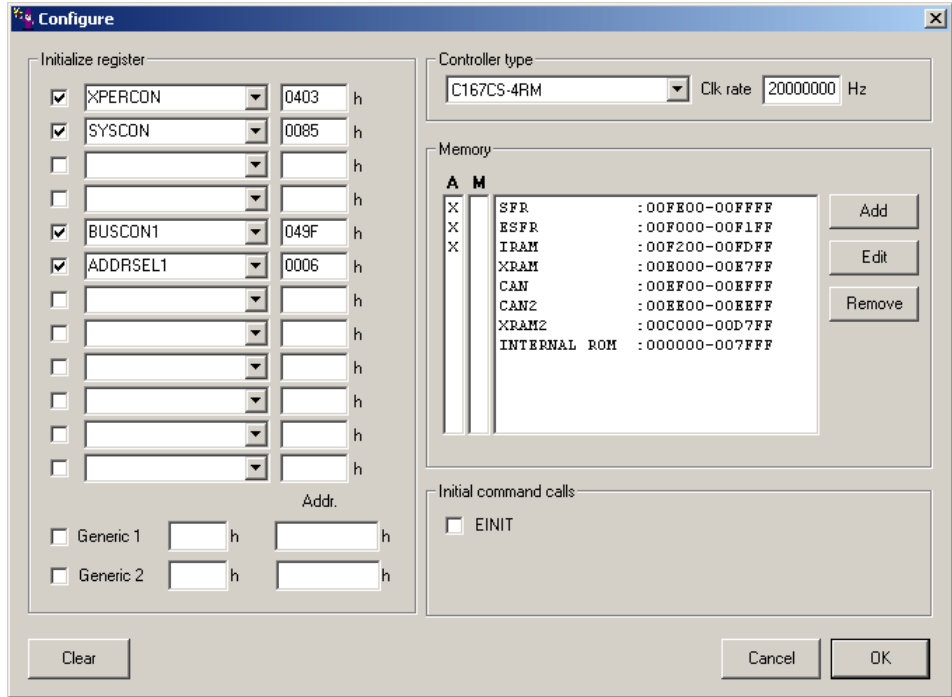 Configure
Initialize register
XPERCON 0403 h
SYSCON 0085 h
h
h
BUSCON1 049F h
ADDRSEL1 0006 h
h
h
h
h
h
h
Addr.
Generic 1 h h
Generic 2 h h
Clear
Controller type
C167CS-4RM Clk rate 20000000 Hz
Memory
A M
X SFR :00FE00-00FFFF
X ESFR :00F000-00F1FF
X IRAM :00F200-00FDFF
XRAM :00E000-00E7FF
CAN :00EF00-00EFFF
CAN2 :00EE00-00EEFF
XRAM2 :00C000-00D7FF
INTERNAL ROM :000000-007FFF
Add
Edit
Remove
Initial command calls
EINIT
Cancel
OK